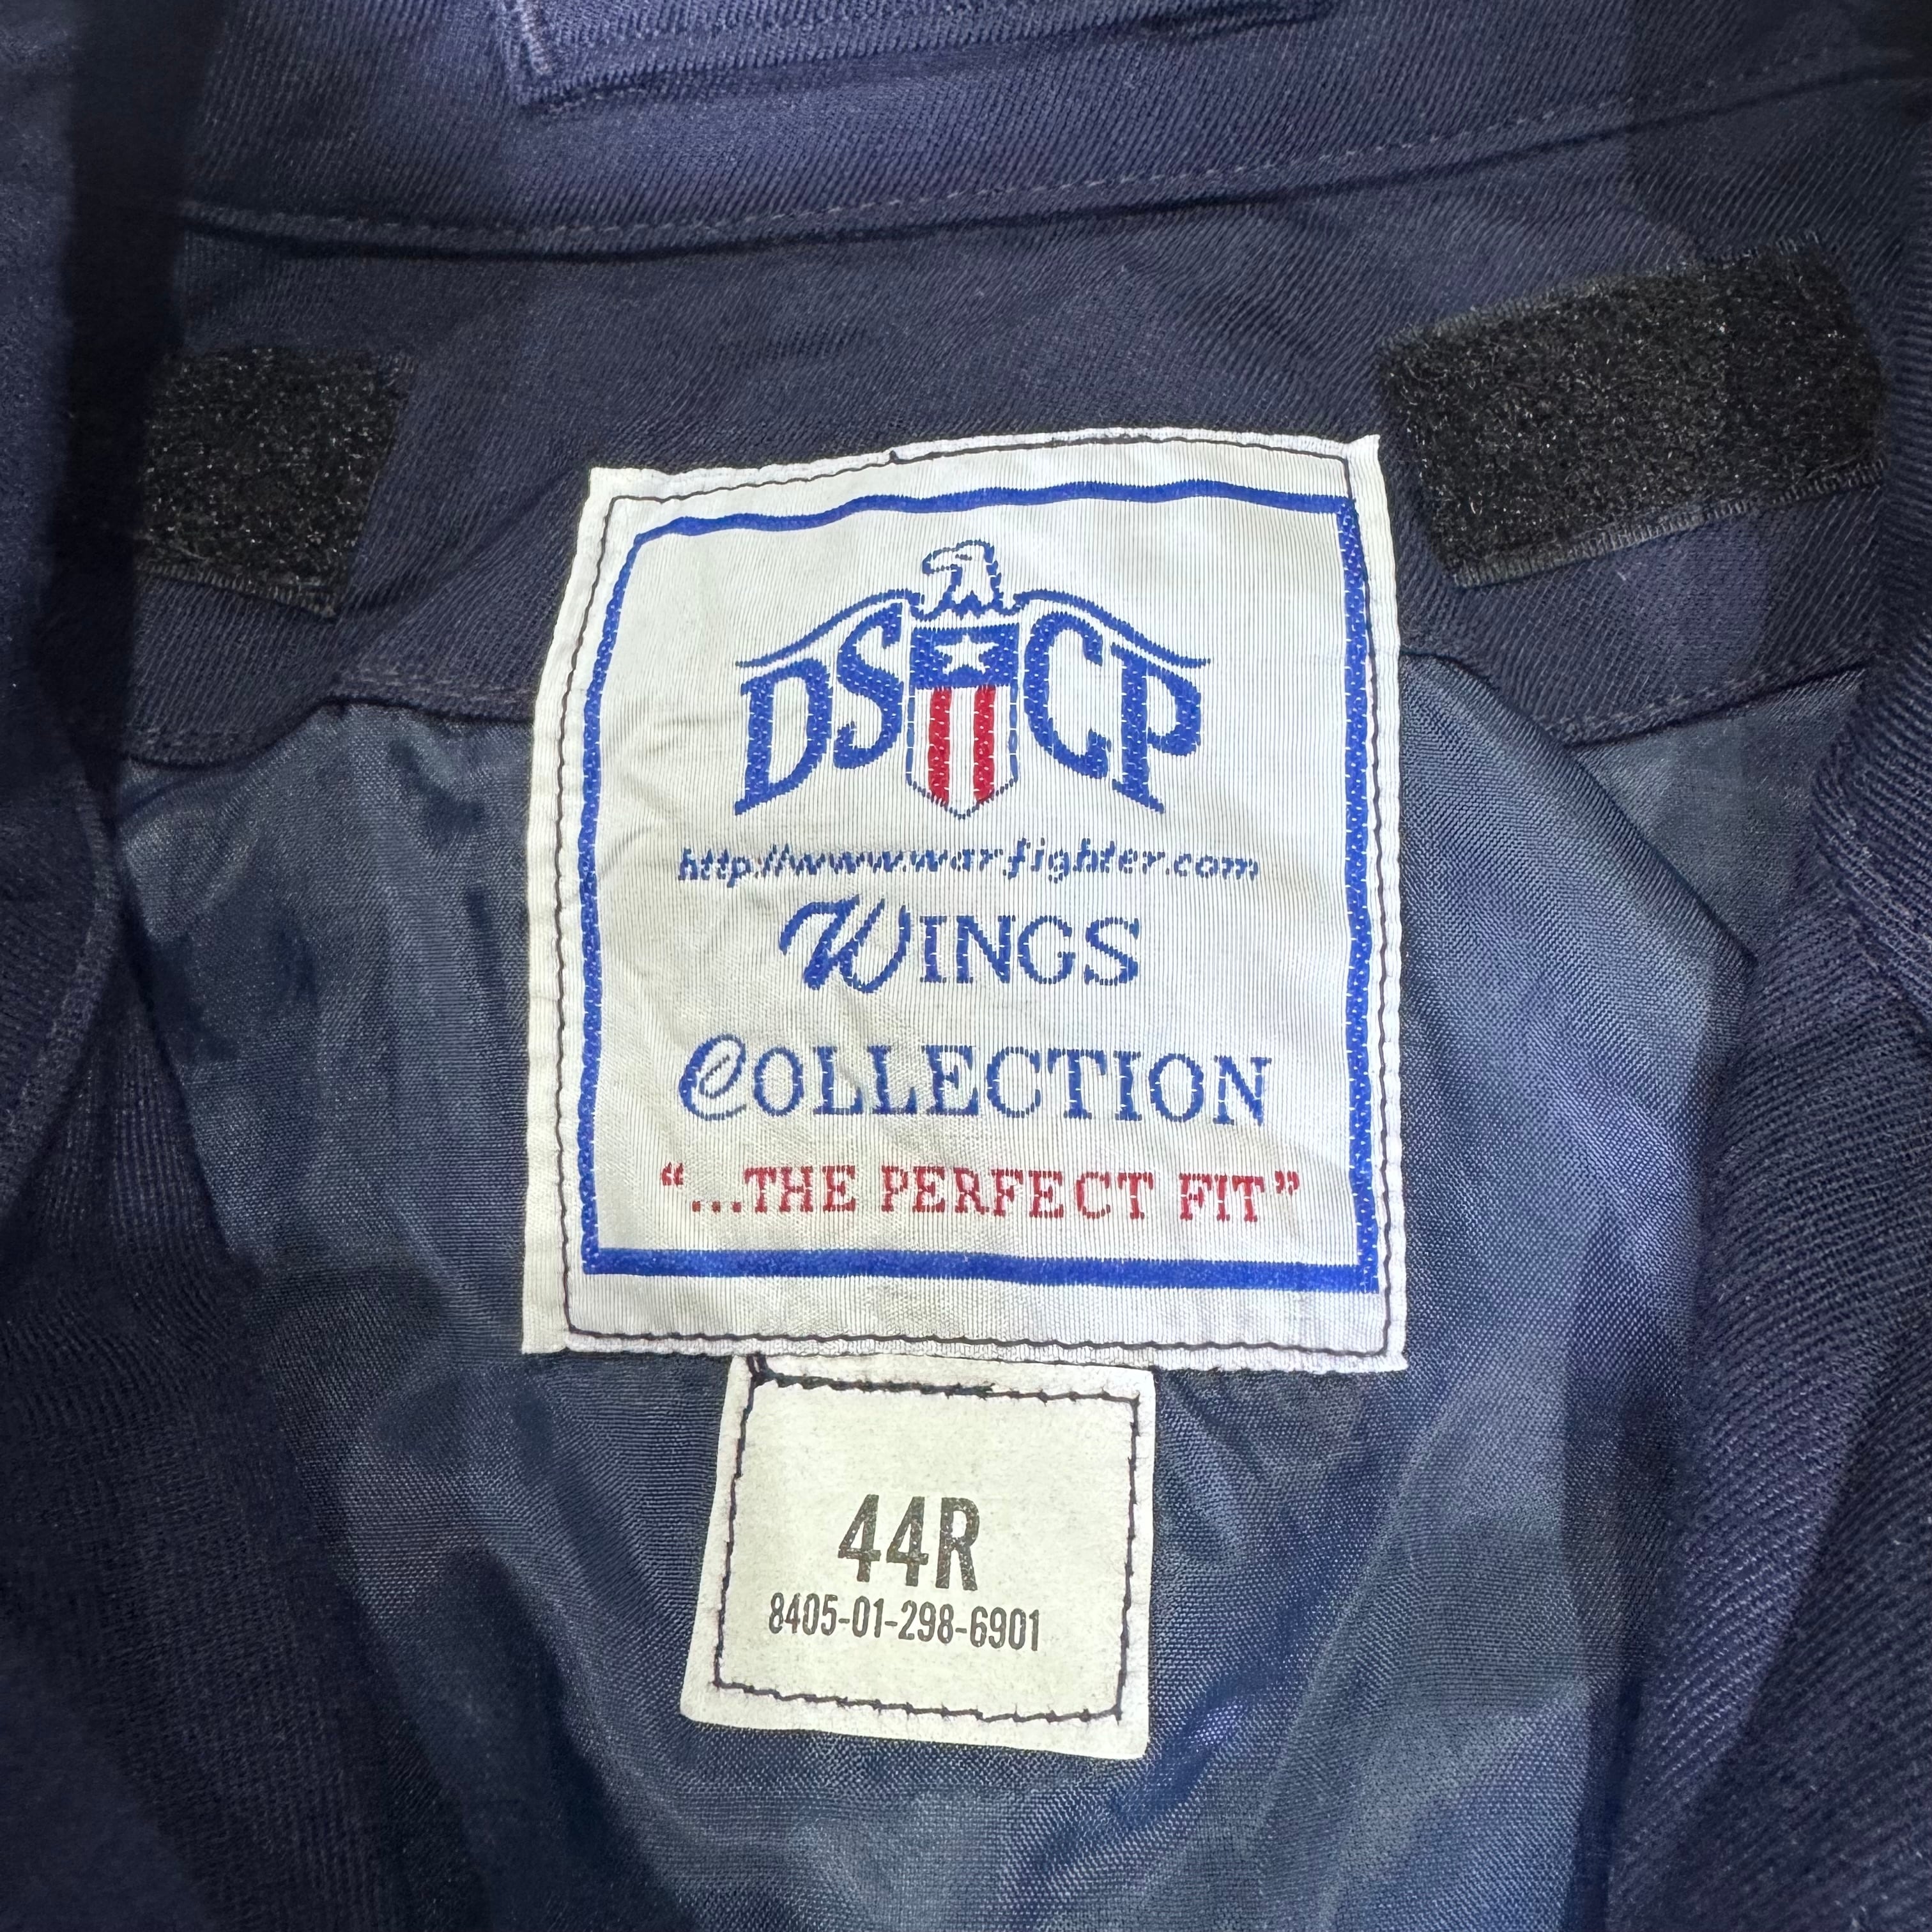 DSCP
http://www.warfighter.com
WINGS
COLLECTION
“...THE PERFECT FIT”
44R
8405-01-298-6901